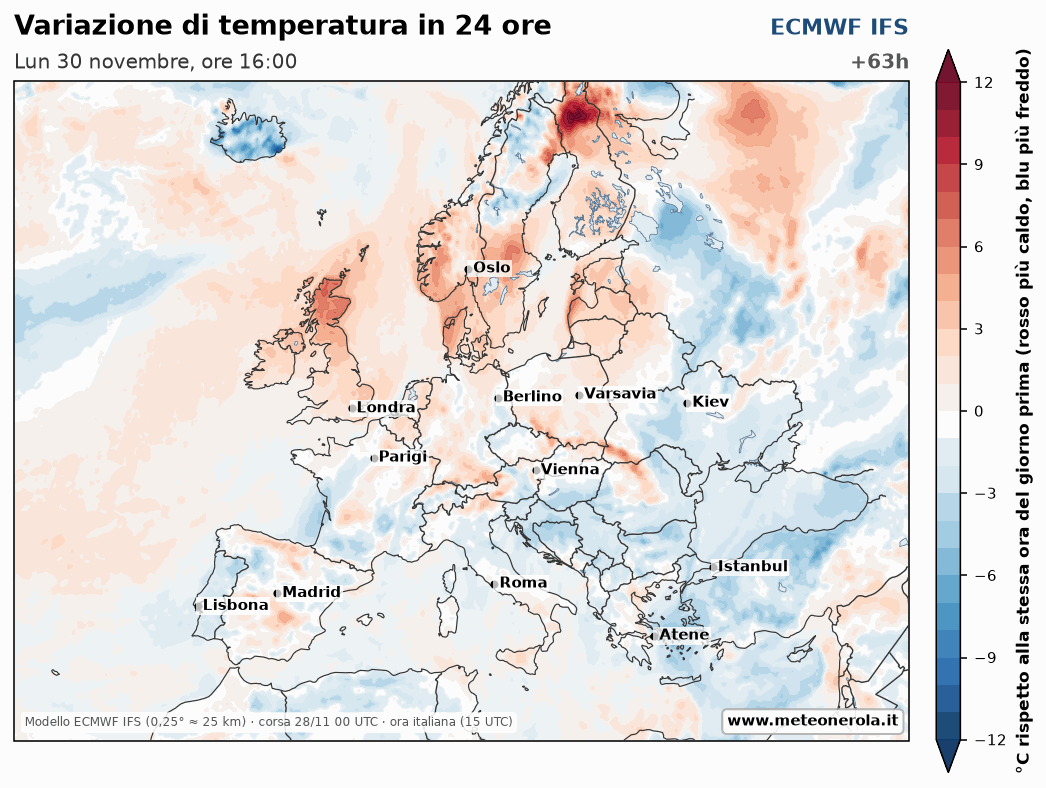 Variazione di temperatura in 24 ore
ECMWF IFS
Lun 30 novembre, ore 16:00
+63h
Oslo
Londra
Berlino
Varsavia
Kiev
Parigi
Vienna
Istanbul
Roma
Madrid
Lisbona
Atene
Modello ECMWF IFS (0,25° ≈ 25 km) · corsa 28/11 00 UTC · ora italiana (15 UTC)
www.meteonerola.it
12
9
6
3
0
−3
−6
−9
−12
°C rispetto alla stessa ora del giorno prima (rosso più caldo, blu più freddo)